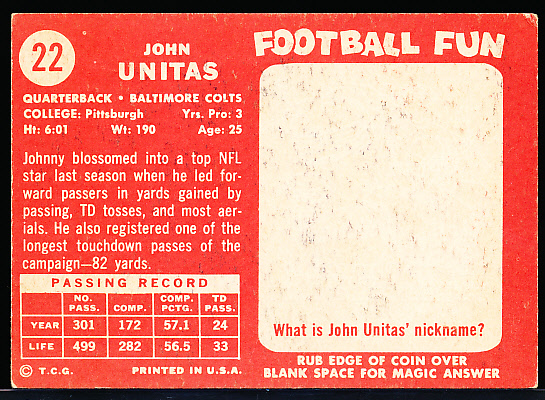 22
JOHN
UNITAS
QUARTERBACK • BALTIMORE COLTS
COLLEGE: Pittsburgh Yrs. Pro: 3
Ht: 6:01 Wt: 190 Age: 25
Johnny blossomed into a top NFL
star last season when he led for-
ward passers in yards gained by
passing, TD tosses, and most aer-
ials. He also registered one of the
longest touchdown passes of the
campaign—82 yards.
PASSING RECORD
NO. PASS. COMP. COMP. PCTG. TD PASS.
YEAR 301 172 57.1 24
LIFE 499 282 56.5 33
© T.C.G. PRINTED IN U.S.A.
FOOTBALL FUN
What is John Unitas' nickname?
RUB EDGE OF COIN OVER
BLANK SPACE FOR MAGIC ANSWER